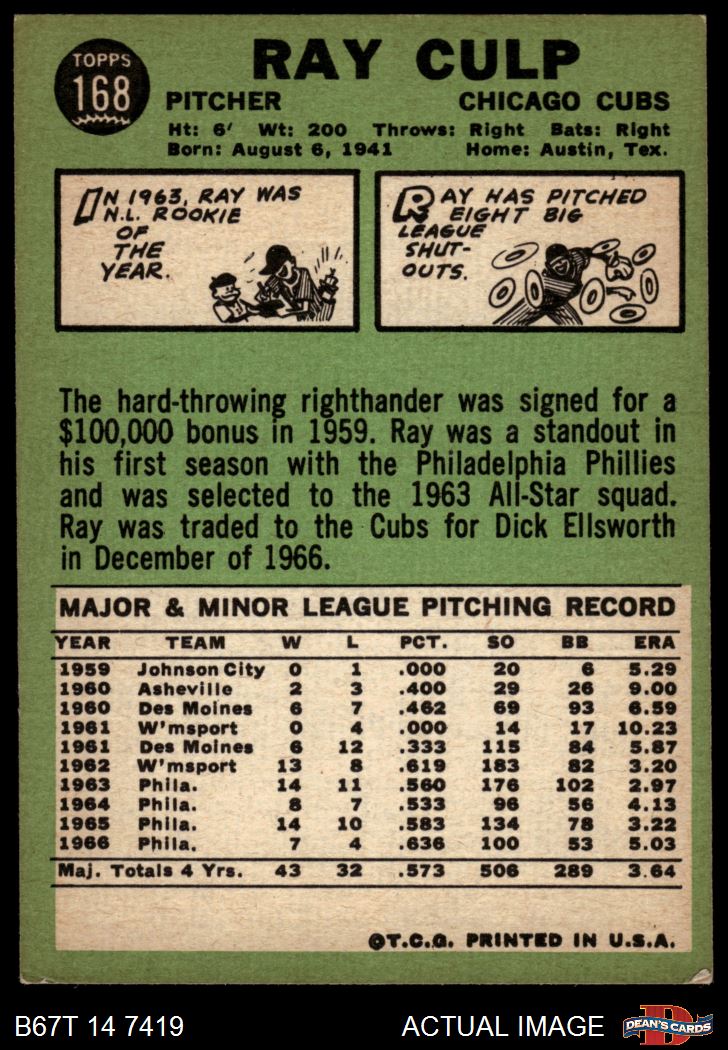 TOPPS
168
RAY CULP
PITCHER CHICAGO CUBS
Ht: 6' Wt: 200 Throws: Right Bats: Right
Born: August 6, 1941 Home: Austin, Tex.
IN 1963, RAY WAS
N.L. ROOKIE
OF
THE
YEAR.
RAY HAS PITCHED
EIGHT BIG
LEAGUE
SHUT-
OUTS.
The hard-throwing righthander was signed for a
$100,000 bonus in 1959. Ray was a standout in
his first season with the Philadelphia Phillies
and was selected to the 1963 All-Star squad.
Ray was traded to the Cubs for Dick Ellsworth
in December of 1966.
MAJOR & MINOR LEAGUE PITCHING RECORD
YEAR TEAM W L PCT. SO BB ERA
1959 Johnson City 0 1 .000 20 6 5.29
1960 Asheville 2 3 .400 29 26 9.00
1960 Des Moines 6 7 .462 69 93 6.59
1961 W'msport 0 4 .000 14 17 10.23
1961 Des Moines 6 12 .333 115 84 5.87
1962 W'msport 13 8 .619 183 82 3.20
1963 Phila. 14 11 .560 176 102 2.97
1964 Phila. 8 7 .533 96 56 4.13
1965 Phila. 14 10 .583 134 78 3.22
1966 Phila. 7 4 .636 100 53 5.03
Maj. Totals 4 Yrs. 43 32 .573 506 289 3.64
©T.C.G. PRINTED IN U.S.A.
B67T 14 7419 ACTUAL IMAGE
D
DEAN'S CARDS